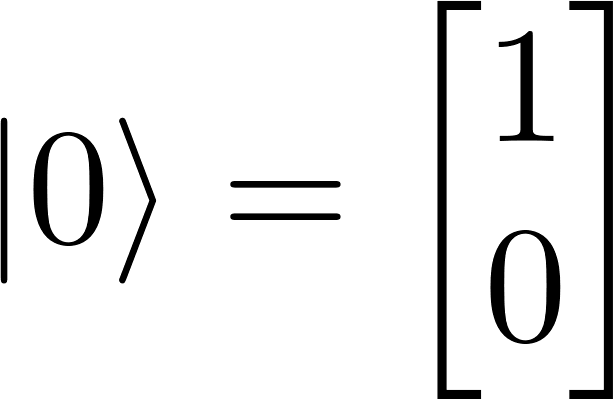 |0⟩ = [1
0]